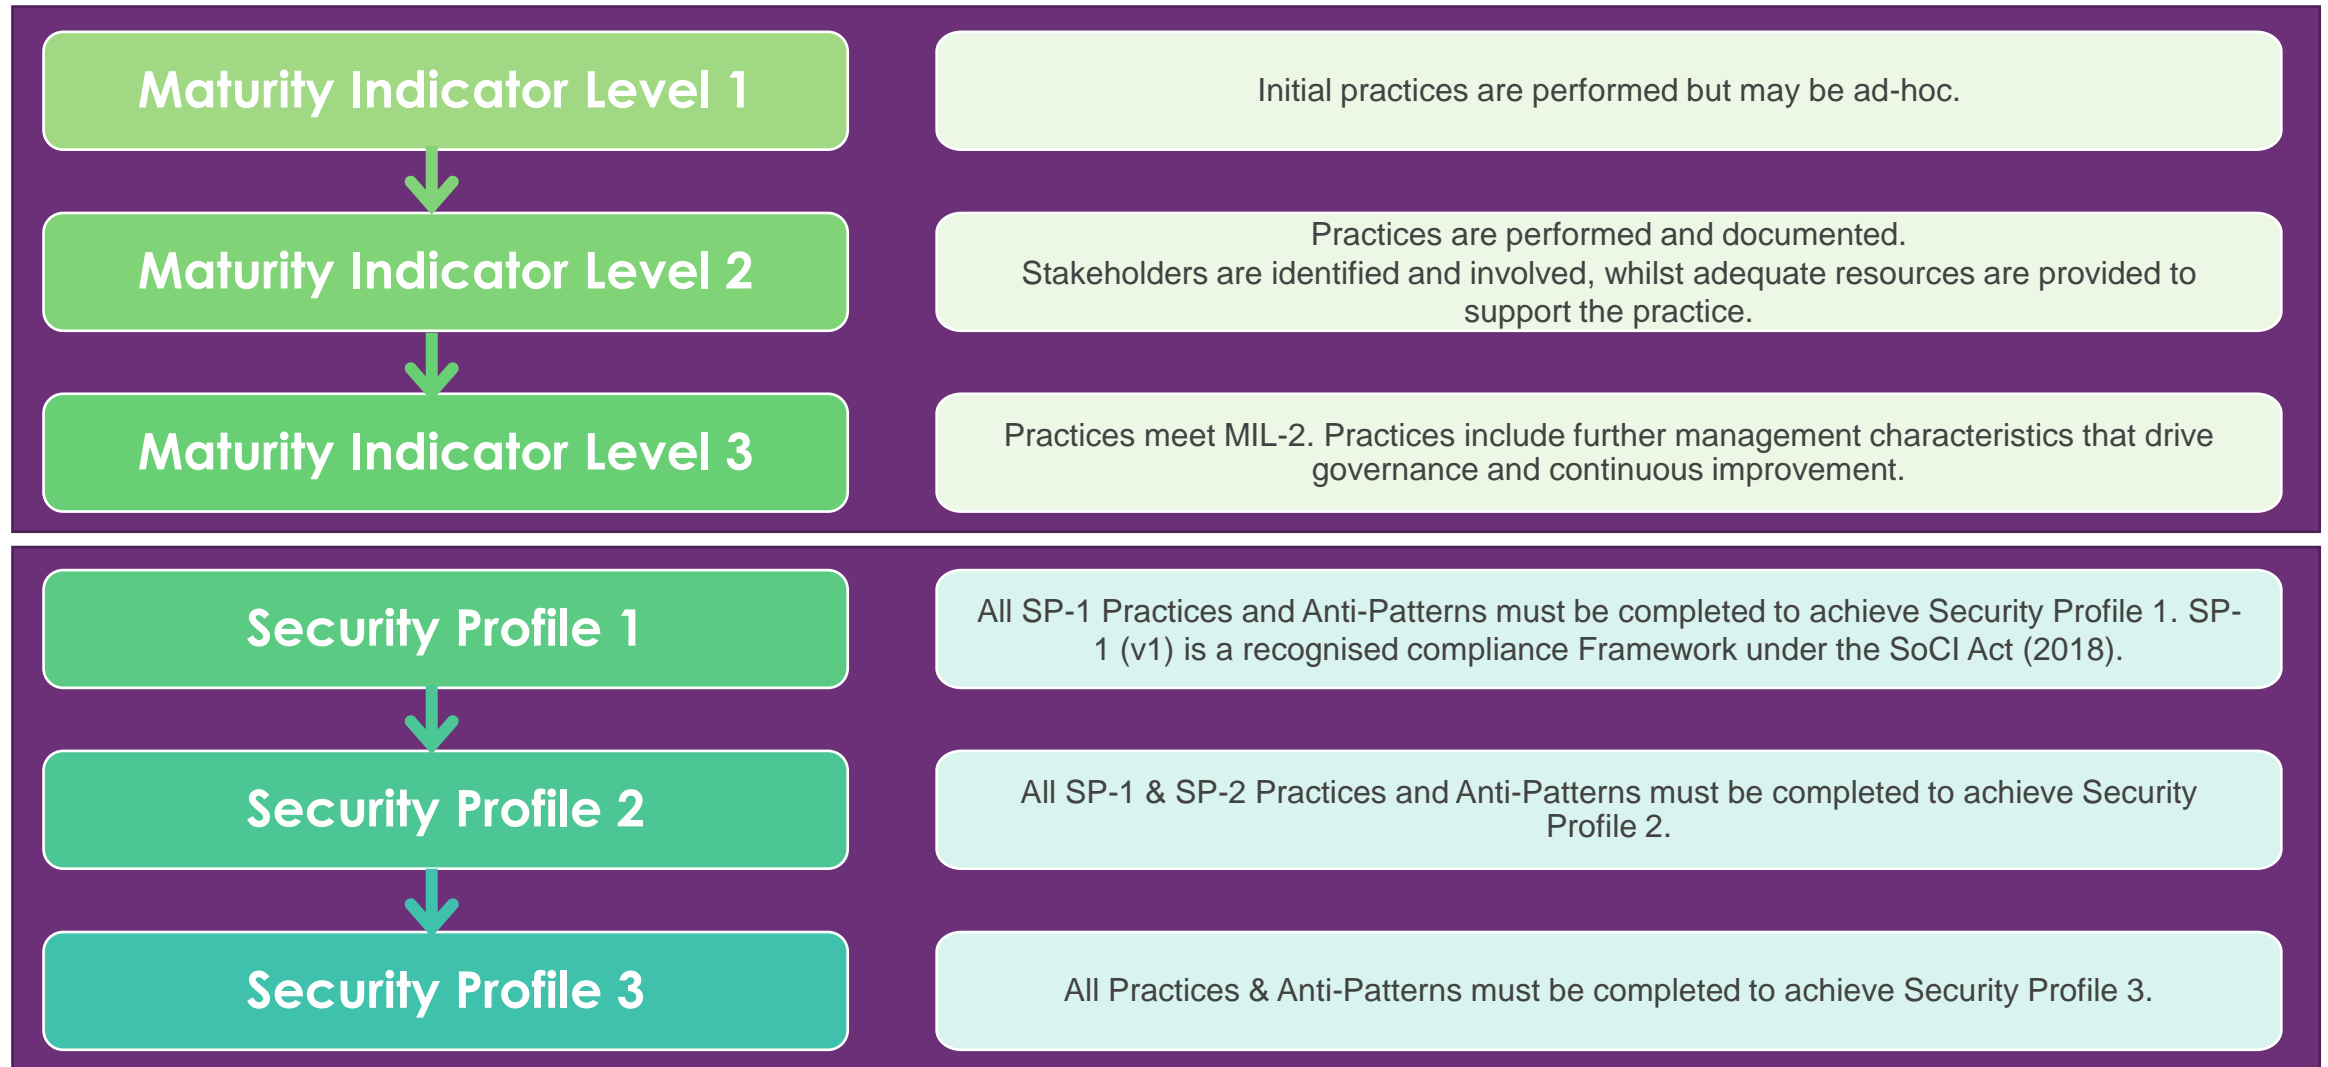 Maturity Indicator Level 1
Initial practices are performed but may be ad-hoc.
Maturity Indicator Level 2
Practices are performed and documented.
Stakeholders are identified and involved, whilst adequate resources are provided to
support the practice.
Maturity Indicator Level 3
Practices meet MIL-2. Practices include further management characteristics that drive
governance and continuous improvement.
Security Profile 1
All SP-1 Practices and Anti-Patterns must be completed to achieve Security Profile 1. SP-
1 (v1) is a recognised compliance Framework under the SoCI Act (2018).
Security Profile 2
All SP-1 & SP-2 Practices and Anti-Patterns must be completed to achieve Security
Profile 2.
Security Profile 3
All Practices & Anti-Patterns must be completed to achieve Security Profile 3.